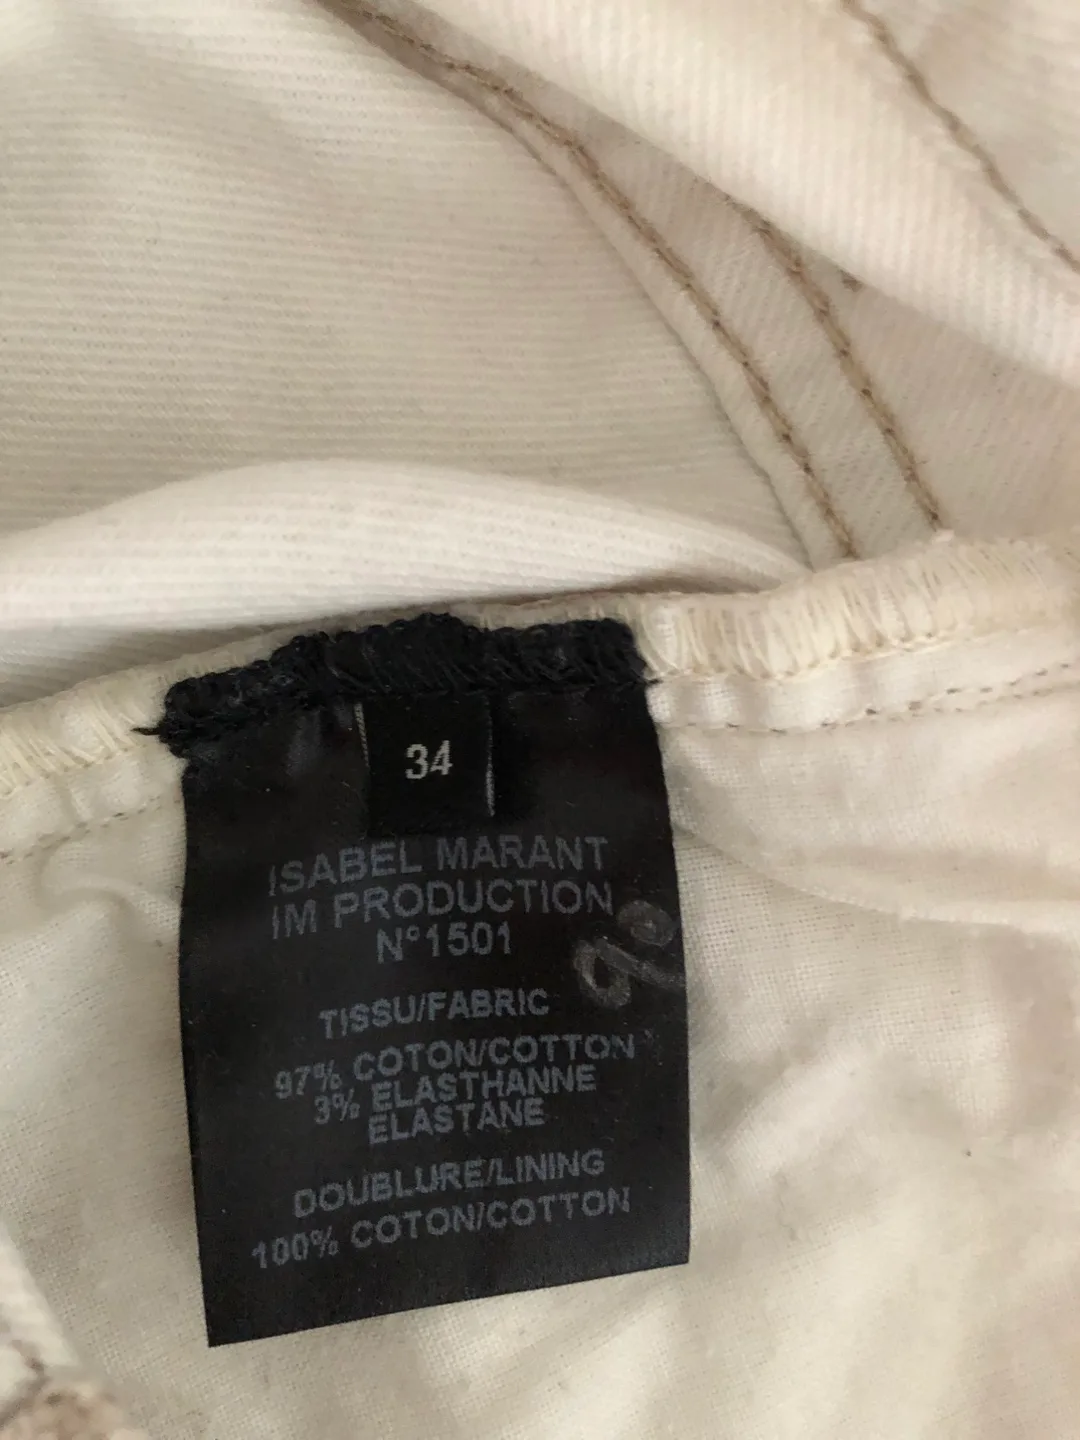 34
ISABEL MARANT
IM PRODUCTION
N°1501
TISSU/FABRIC
97% COTON/COTTON
3% ELASTHANNE
ELASTANE
DOUBLURE/LINING
100% COTON/COTTON